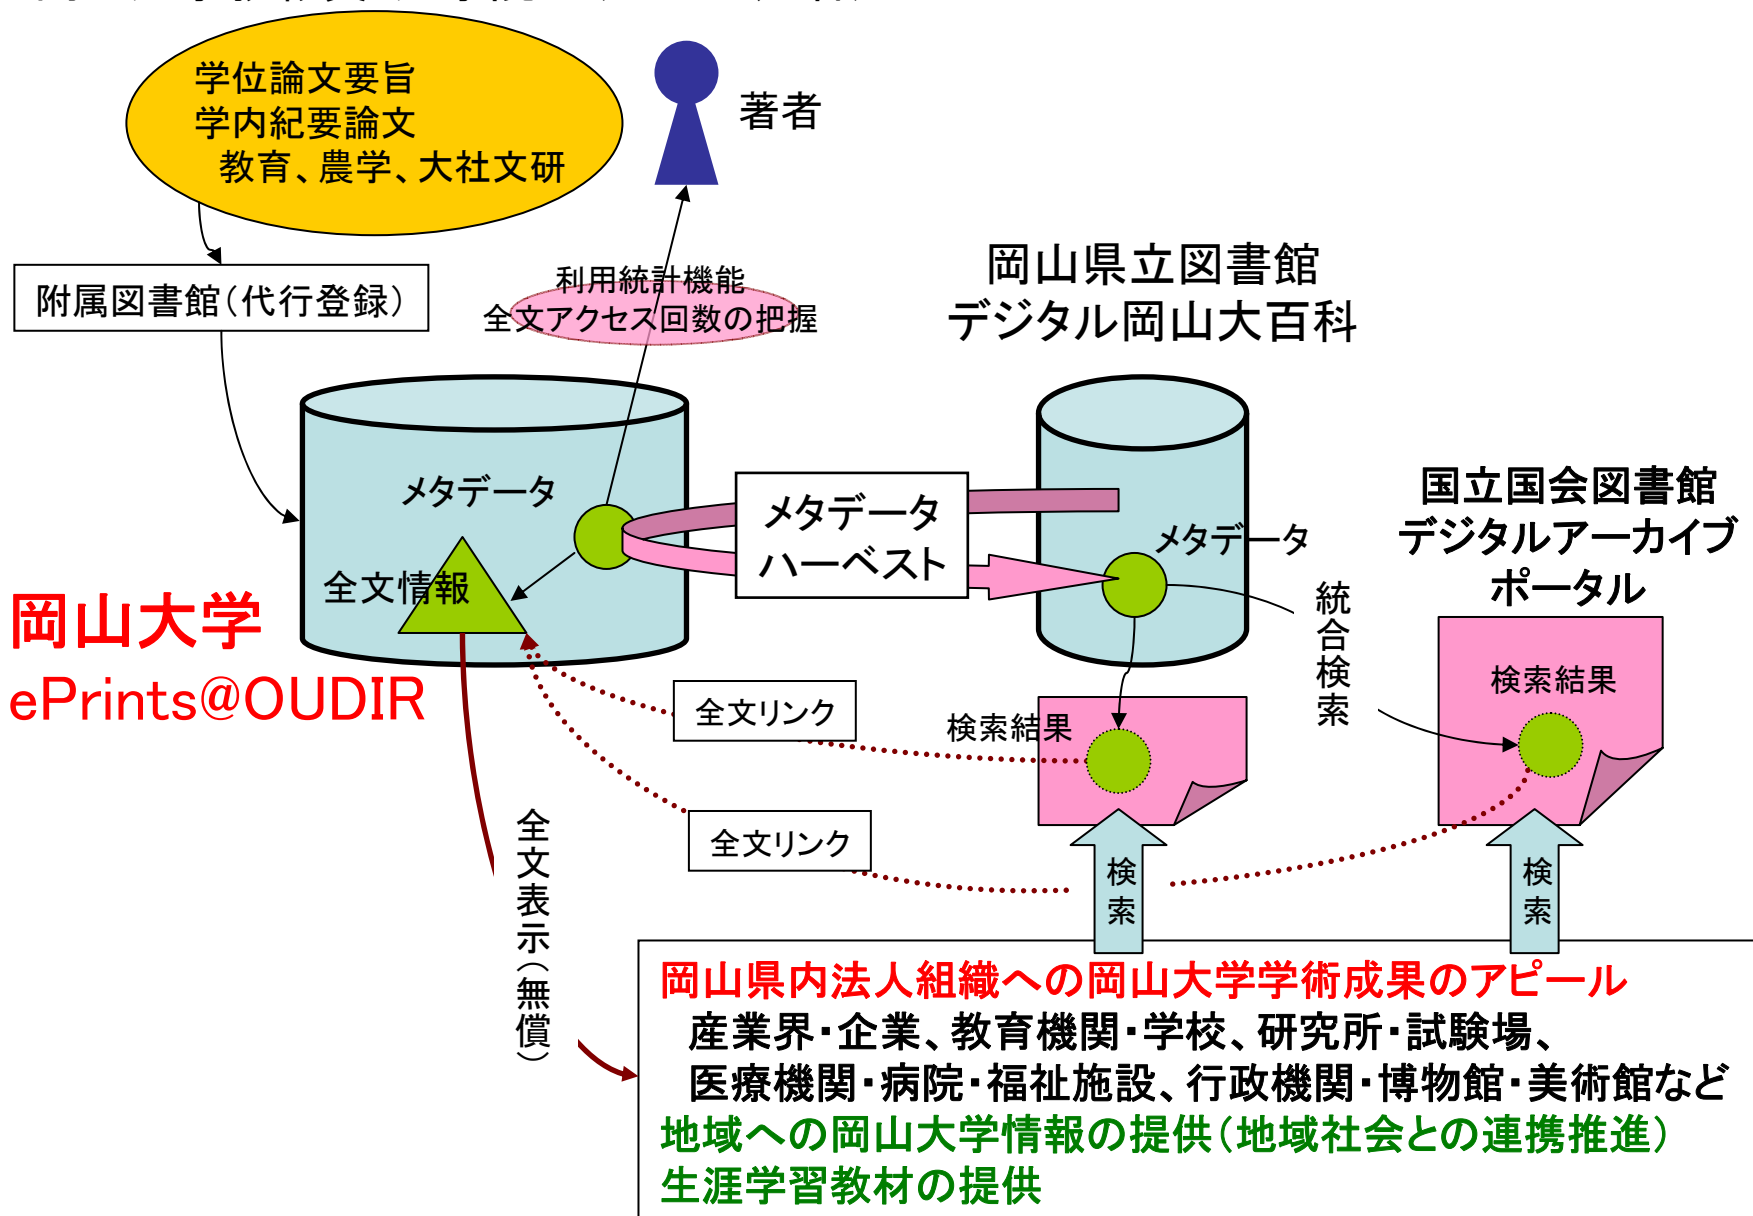 学位論文要旨
学内紀要論文
教育、農学、大社文研
著者
附属図書館(代行登録)
利用統計機能
全文アクセス回数の把握
岡山県立図書館
デジタル岡山大百科
メタデータ
全文情報
メタデータ
ハーベスト
メタデータ
国立国会図書館
デジタルアーカイブ
ポータル
岡山大学
ePrints@OUDIR
統合検索
検索結果
全文リンク
検索結果
全文リンク
全文表示(無償)
検索
検索
岡山県内法人組織への岡山大学学術成果のアピール
産業界・企業、教育機関・学校、研究所・試験場、
医療機関・病院・福祉施設、行政機関・博物館・美術館など
地域への岡山大学情報の提供(地域社会との連携推進)
生涯学習教材の提供